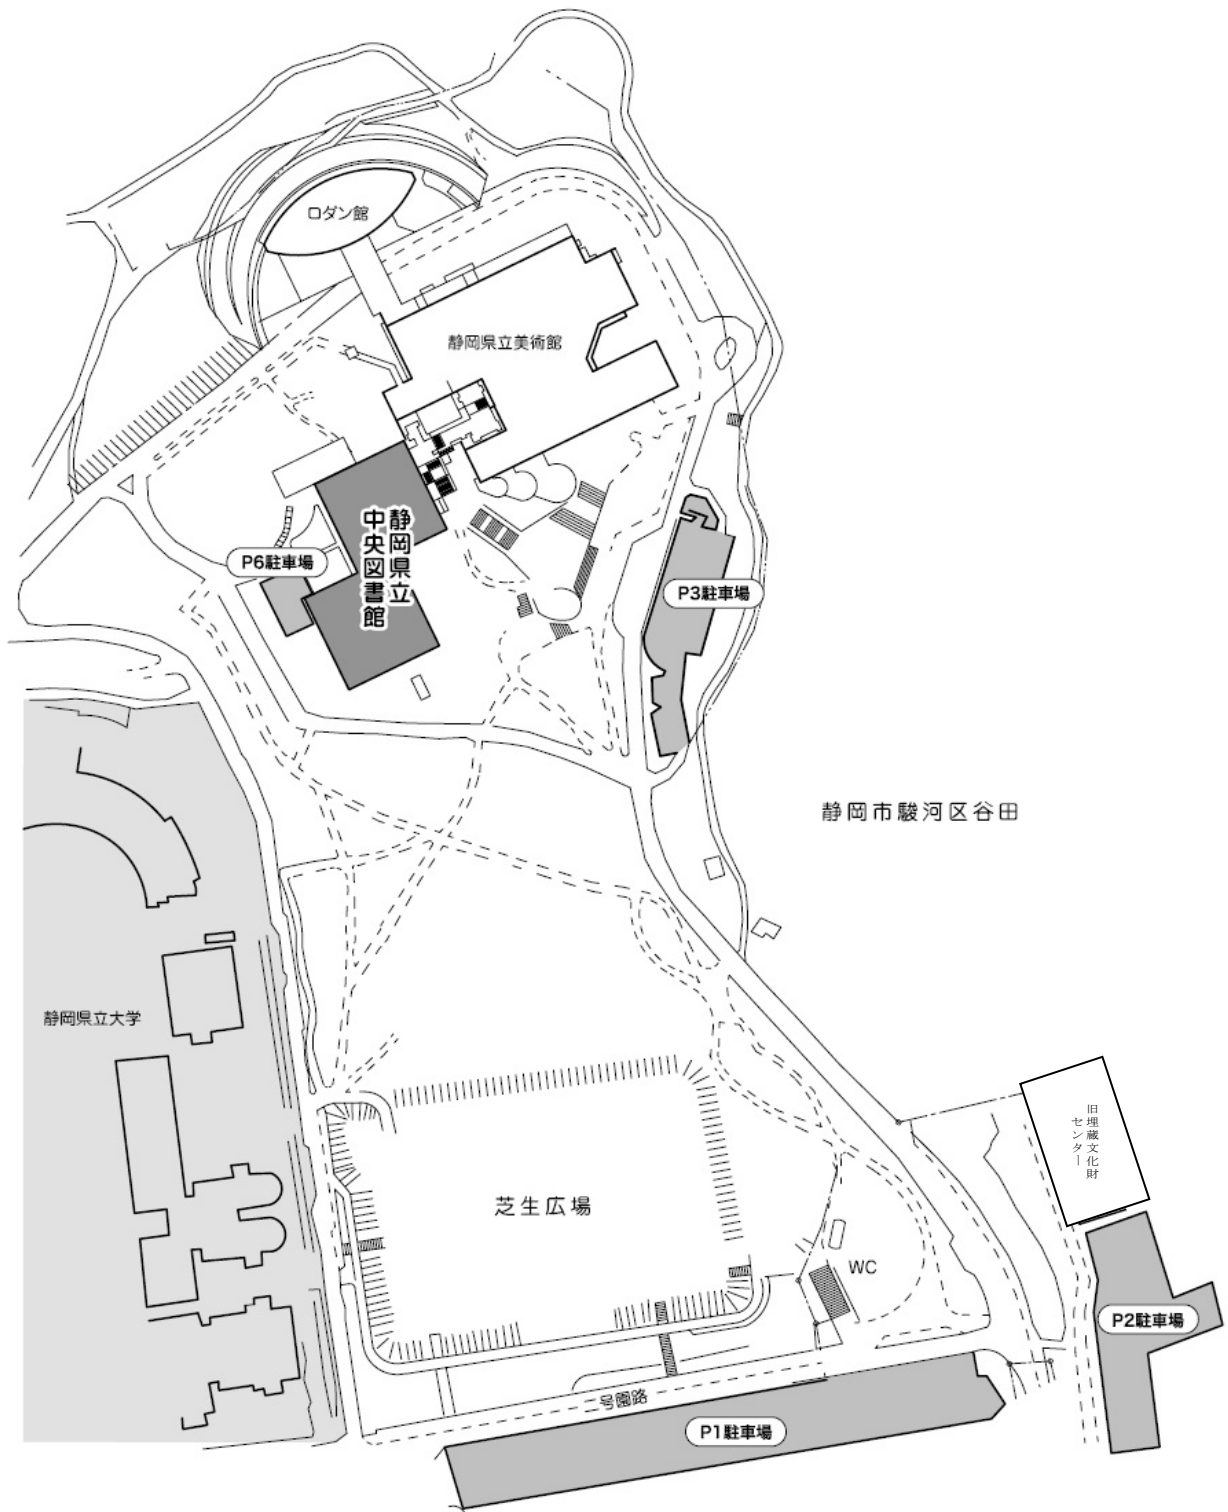 ロダン館
静岡県立美術館
静岡県立
中央図書館
P6駐車場
P3駐車場
静岡市駿河区谷田
静岡県立大学
旧埋蔵文化財
センター
芝生広場
WC
P2駐車場
号園路
P1駐車場